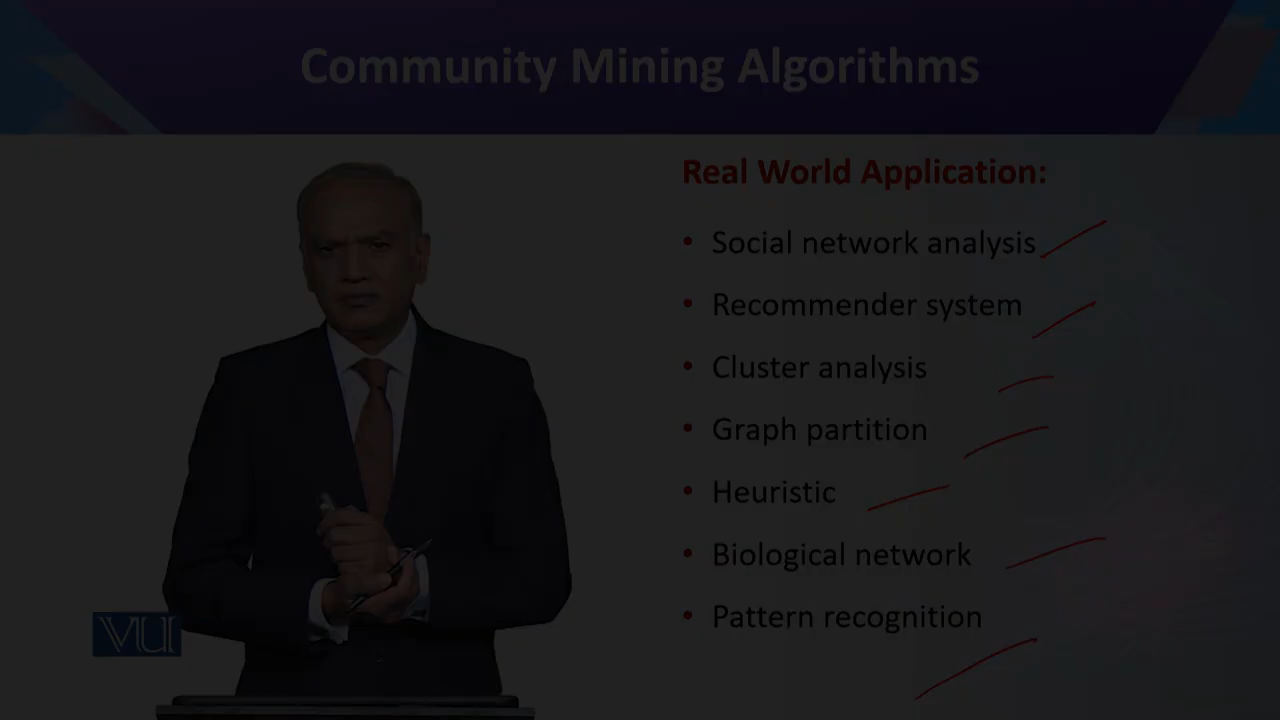 Community Mining Algorithms
Real World Application:
• Social network analysis
• Recommender system
• Cluster analysis
• Graph partition
• Heuristic
• Biological network
• Pattern recognition
VU